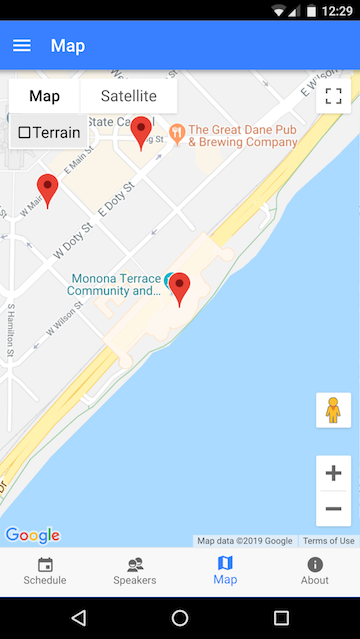 12:29
Map
Map Satellite
Terrain
State
E Wilson
The Great Dane Pub
& Brewing Company
E Main St
W Main
E Doty St
W Doty St
Monona Terrace
Community and...
W Wilson St
S Hamilton St
Google
Map data ©2019 Google Terms of Use
Schedule Speakers Map About